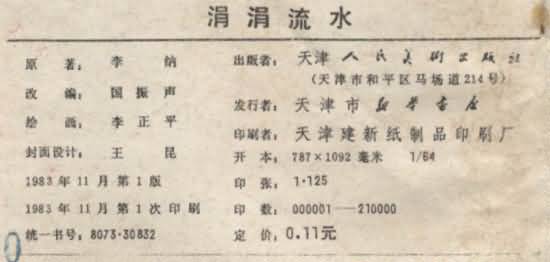 涓涓流水
原著：李纳
改编：国振声
绘画：李正平
封面设计：王昆
1983年11月第1版
1983年11月第1次印刷
统一书号：8073·30832
出版者：天津人民美術出版社
（天津市和平区马场道214号）
发行者：天津市新华書店
印刷者：天津建新纸制品印刷厂
开本：787×1092毫米 1/64
印张：1·125
印数：000001—210000
定价：0.11元